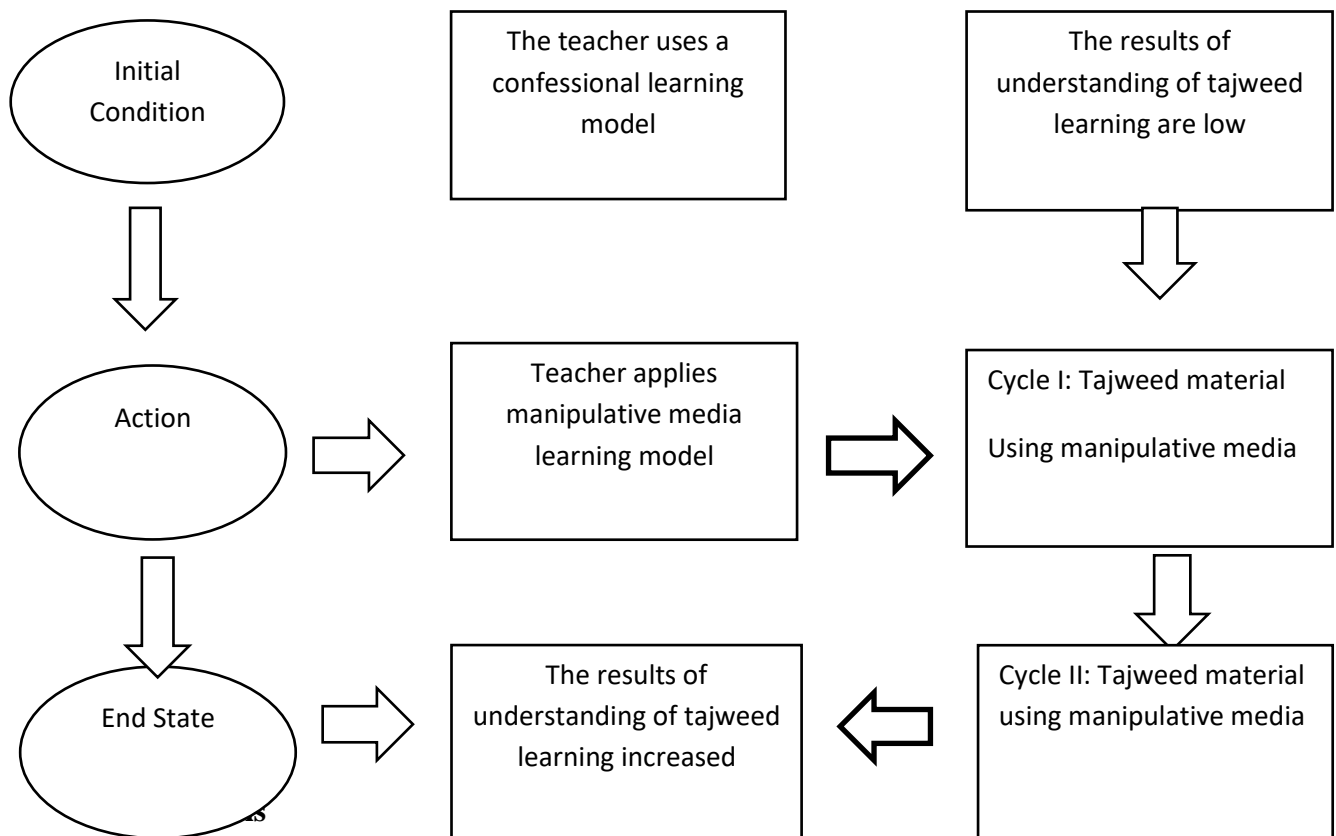 Initial
Condition
The teacher uses a
confessional learning
model
The results of
understanding of tajweed
learning are low
Action
Teacher applies
manipulative media
learning model
Cycle I: Tajweed material
Using manipulative media
End State
The results of
understanding of tajweed
learning increased
Cycle II: Tajweed material
using manipulative media